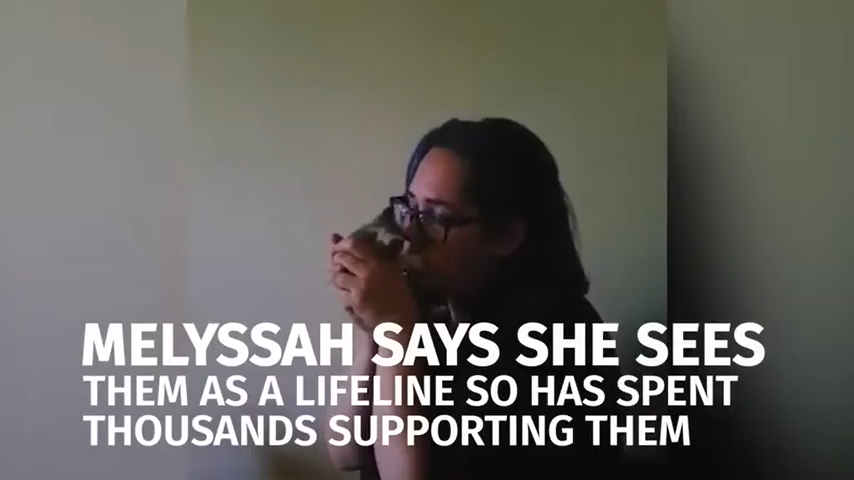 MELYSSAH SAYS SHE SEES
THEM AS A LIFELINE SO HAS SPENT
THOUSANDS SUPPORTING THEM